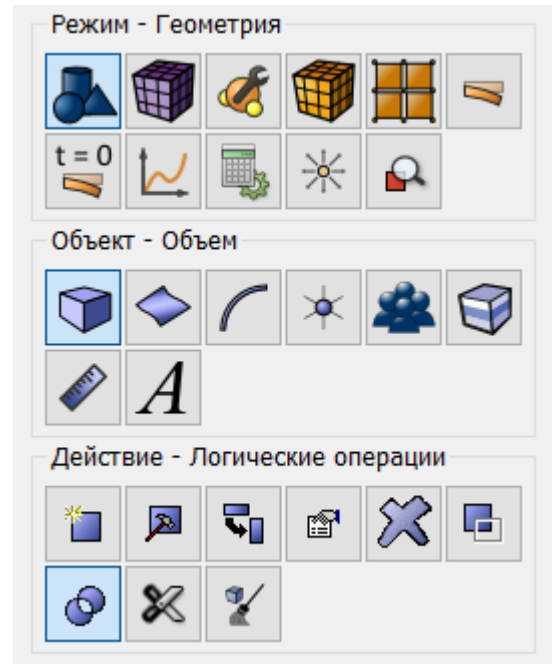 Режим - Геометрия
t = 0
Объект - Объем
A
Действие - Логические операции